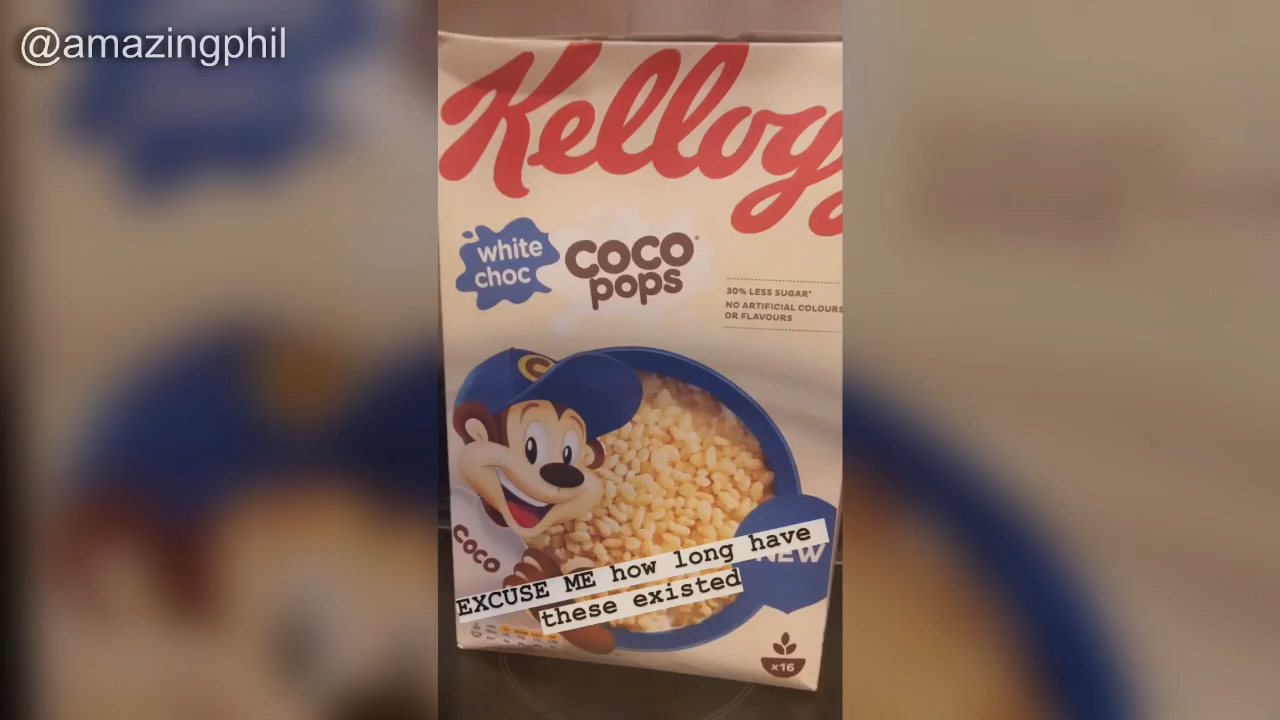 @amazingphil
Kellog
white
choc
coco
pops
30% LESS SUGAR*
NO ARTIFICIAL COLOURS
OR FLAVOURS
C
COCO
NEW
EXCUSE ME how long have
these existed
x16